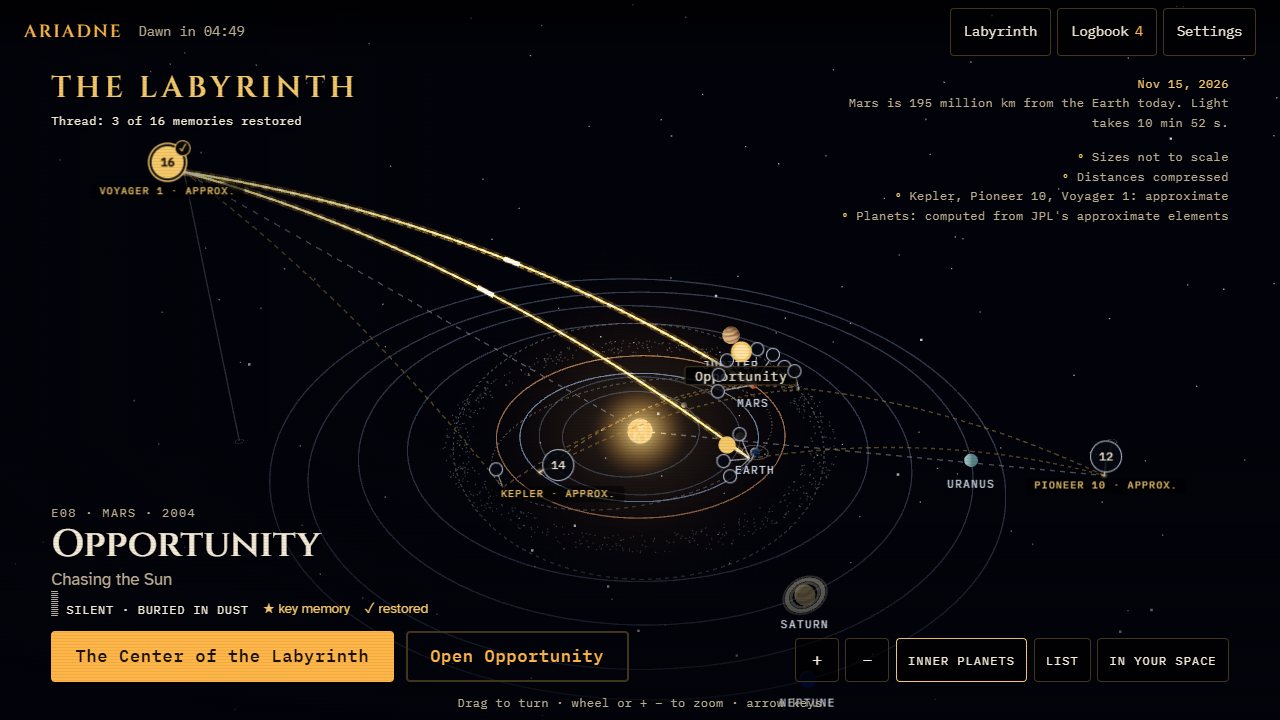 ARIADNE Dawn in 04:49
Labyrinth
Logbook 4
Settings
THE LABYRINTH
Thread: 3 of 16 memories restored
Nov 15, 2026
Mars is 195 million km from the Earth today. Light
takes 10 min 52 s.
° Sizes not to scale
° Distances compressed
° Kepler, Pioneer 10, Voyager 1: approximate
° Planets: computed from JPL's approximate elements
16
VOYAGER 1 · APPROX.
Opportunity
MARS
EARTH
14
KEPLER · APPROX.
12
PIONEER 10 · APPROX.
URANUS
SATURN
E08 · MARS · 2004
OPPORTUNITY
Chasing the Sun
SILENT · BURIED IN DUST ★ key memory ✓ restored
The Center of the Labyrinth
Open Opportunity
+
−
INNER PLANETS
LIST
IN YOUR SPACE
Drag to turn · wheel or + − to zoom · arrow
NEPTUNE